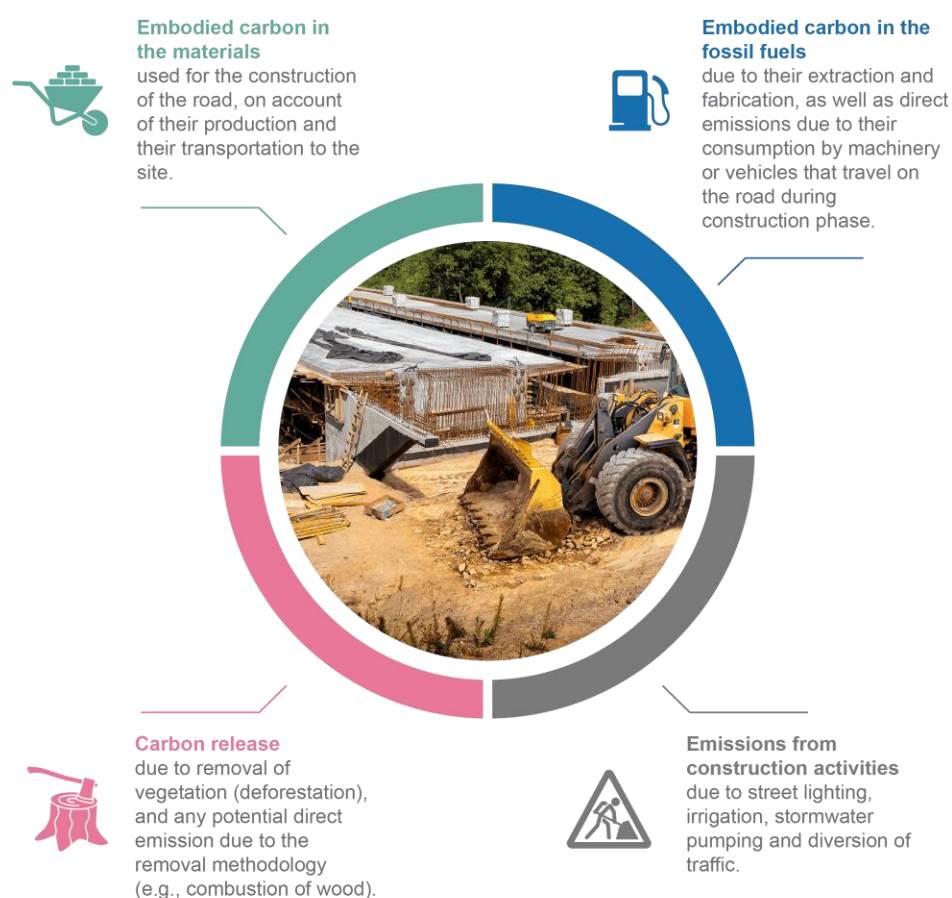 Embodied carbon in
the materials
used for the construction
of the road, on account
of their production and
their transportation to the
site.
Embodied carbon in the
fossil fuels
due to their extraction and
fabrication, as well as direct
emissions due to their
consumption by machinery
or vehicles that travel on
the road during
construction phase.
Carbon release
due to removal of
vegetation (deforestation),
and any potential direct
emission due to the
removal methodology
(e.g., combustion of wood).
Emissions from
construction activities
due to street lighting,
irrigation, stormwater
pumping and diversion of
traffic.